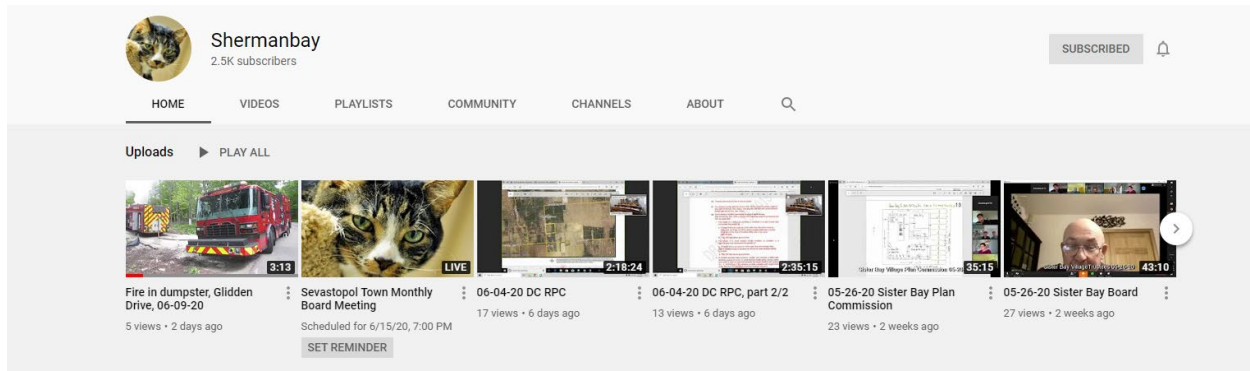 Shermanbay
2.5K subscribers
SUBSCRIBED
HOME
VIDEOS
PLAYLISTS
COMMUNITY
CHANNELS
ABOUT
Uploads
PLAY ALL
3:13
LIVE
2:18:24
2:35:15
35:15
43:10
Fire in dumpster, Glidden
Drive, 06-09-20
5 views • 2 days ago
Sevastopol Town Monthly
Board Meeting
Scheduled for 6/15/20, 7:00 PM
SET REMINDER
06-04-20 DC RPC
17 views • 6 days ago
06-04-20 DC RPC, part 2/2
13 views • 6 days ago
05-26-20 Sister Bay Plan
Commission
23 views • 2 weeks ago
05-26-20 Sister Bay Board
27 views • 2 weeks ago